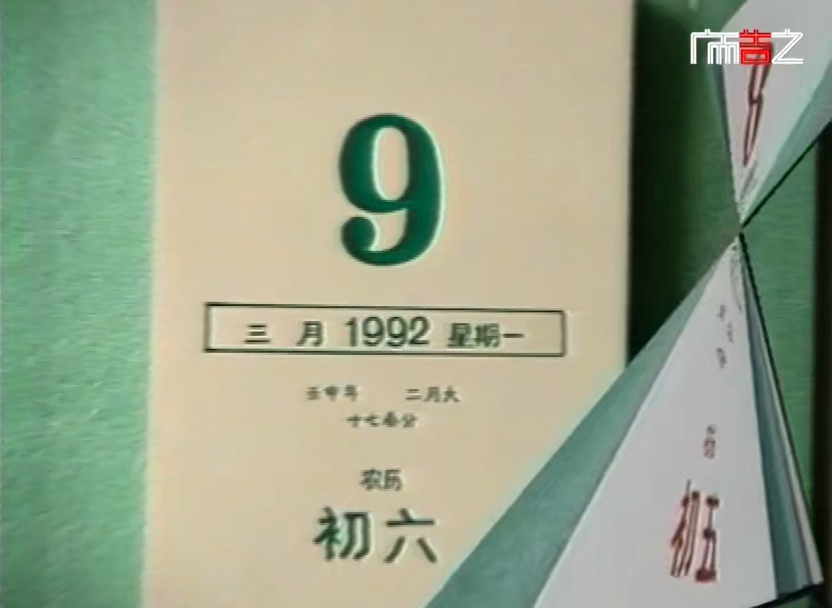 广而告之
9
三月 1992 星期一
壬申年 二月大
十七春分
农历
初六
初五